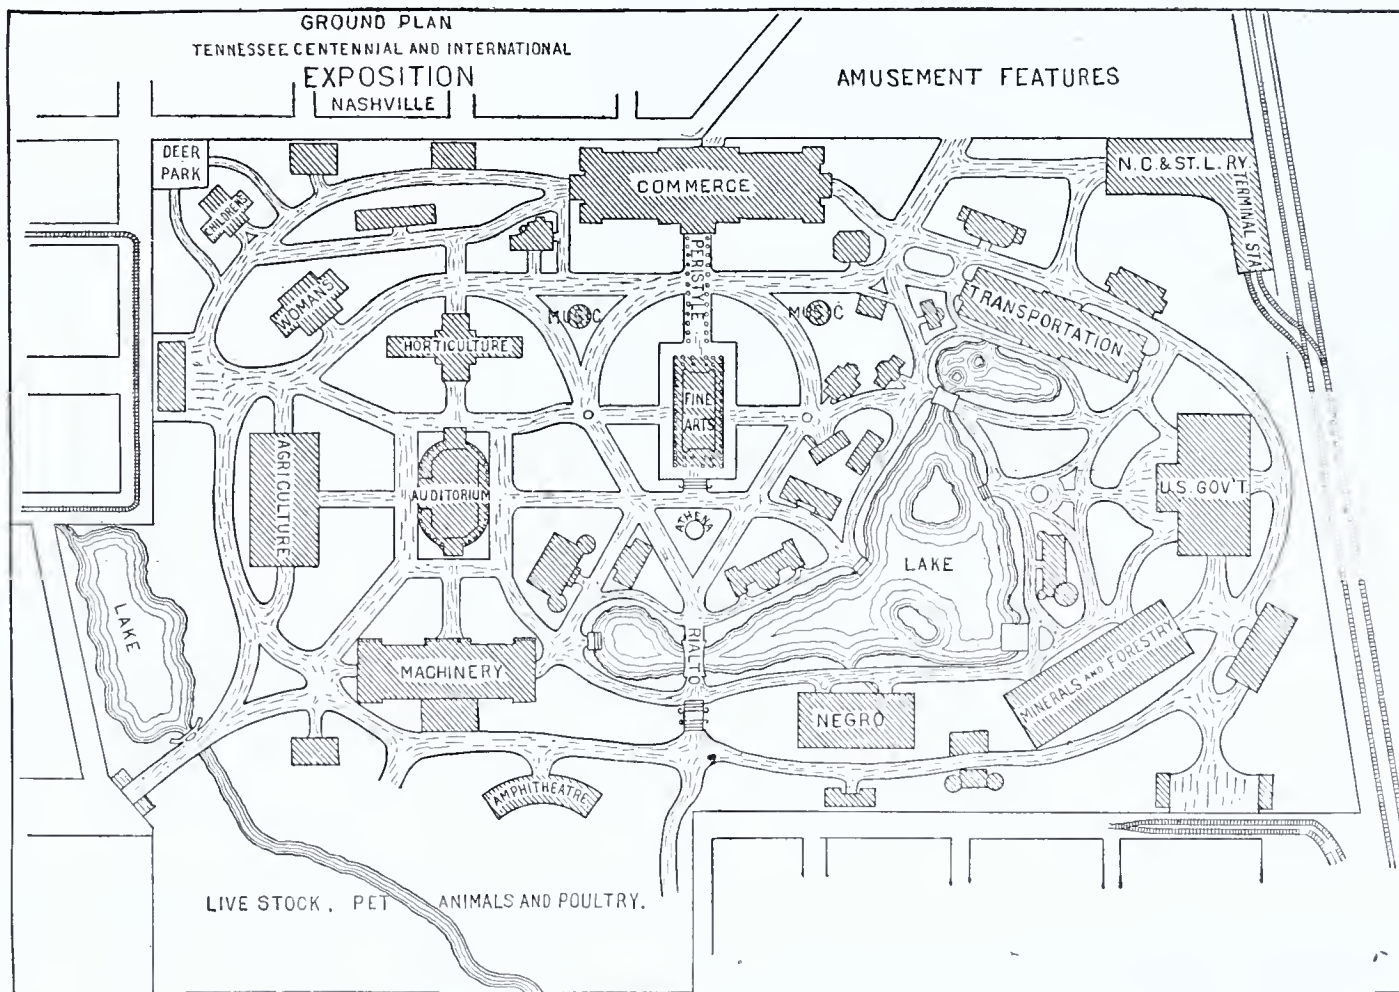 GROUND PLAN
TENNESSEE CENTENNIAL AND INTERNATIONAL
EXPOSITION
NASHVILLE
AMUSEMENT FEATURES
DEER
PARK
COMMERCE
N.C. & ST. L. RY.
TERMINAL STA.
CHILDRENS
PERISTYLE
WOMANS
MUSIC
MUSIC
TRANSPORTATION
HORTICULTURE
FINE
ARTS
AGRICULTURE
AUDITORIUM
U.S. GOV'T.
ATHENA
LAKE
LAKE
RIALTO
MACHINERY
NEGRO
MINERALS AND FORESTRY
AMPHITHEATRE
LIVE STOCK, PET ANIMALS AND POULTRY.